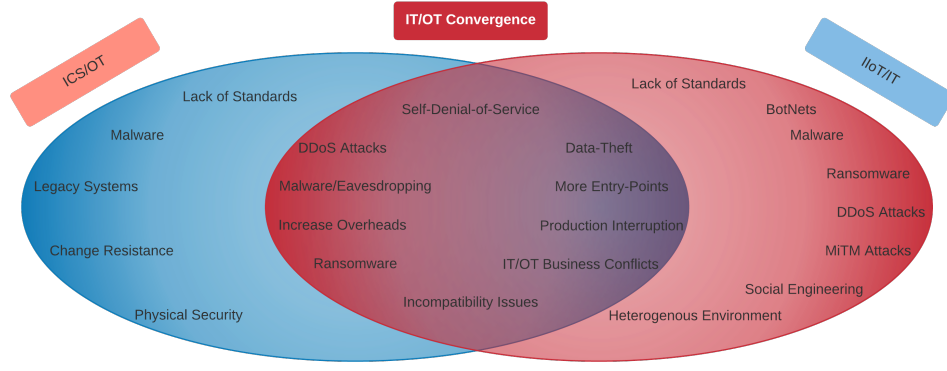 IT/OT Convergence
ICS/OT
IIoT/IT
Lack of Standards
Malware
Legacy Systems
Change Resistance
Physical Security
Self-Denial-of-Service
DDoS Attacks
Data-Theft
Malware/Eavesdropping
More Entry-Points
Increase Overheads
Production Interruption
Ransomware
IT/OT Business Conflicts
Incompatibility Issues
Lack of Standards
BotNets
Malware
Ransomware
DDoS Attacks
MiTM Attacks
Social Engineering
Heterogenous Environment